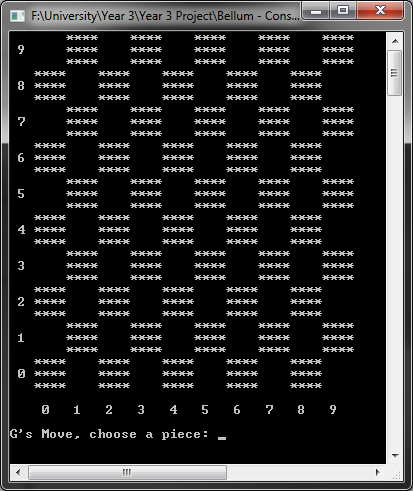 F:\University\Year 3\Year 3 Project\Bellum - Cons...
       ****    ****    ****    ****    ****
 9     ****    ****    ****    ****    ****
       ****    ****    ****    ****    ****
   ****    ****    ****    ****    ****
 8 ****    ****    ****    ****    ****
   ****    ****    ****    ****    ****
       ****    ****    ****    ****    ****
 7     ****    ****    ****    ****    ****
       ****    ****    ****    ****    ****
   ****    ****    ****    ****    ****
 6 ****    ****    ****    ****    ****
   ****    ****    ****    ****    ****
       ****    ****    ****    ****    ****
 5     ****    ****    ****    ****    ****
       ****    ****    ****    ****    ****
   ****    ****    ****    ****    ****
 4 ****    ****    ****    ****    ****
   ****    ****    ****    ****    ****
       ****    ****    ****    ****    ****
 3     ****    ****    ****    ****    ****
       ****    ****    ****    ****    ****
   ****    ****    ****    ****    ****
 2 ****    ****    ****    ****    ****
   ****    ****    ****    ****    ****
       ****    ****    ****    ****    ****
 1     ****    ****    ****    ****    ****
       ****    ****    ****    ****    ****
   ****    ****    ****    ****    ****
 0 ****    ****    ****    ****    ****
   ****    ****    ****    ****    ****
    0   1   2   3   4   5   6   7   8   9
G's Move, choose a piece: _